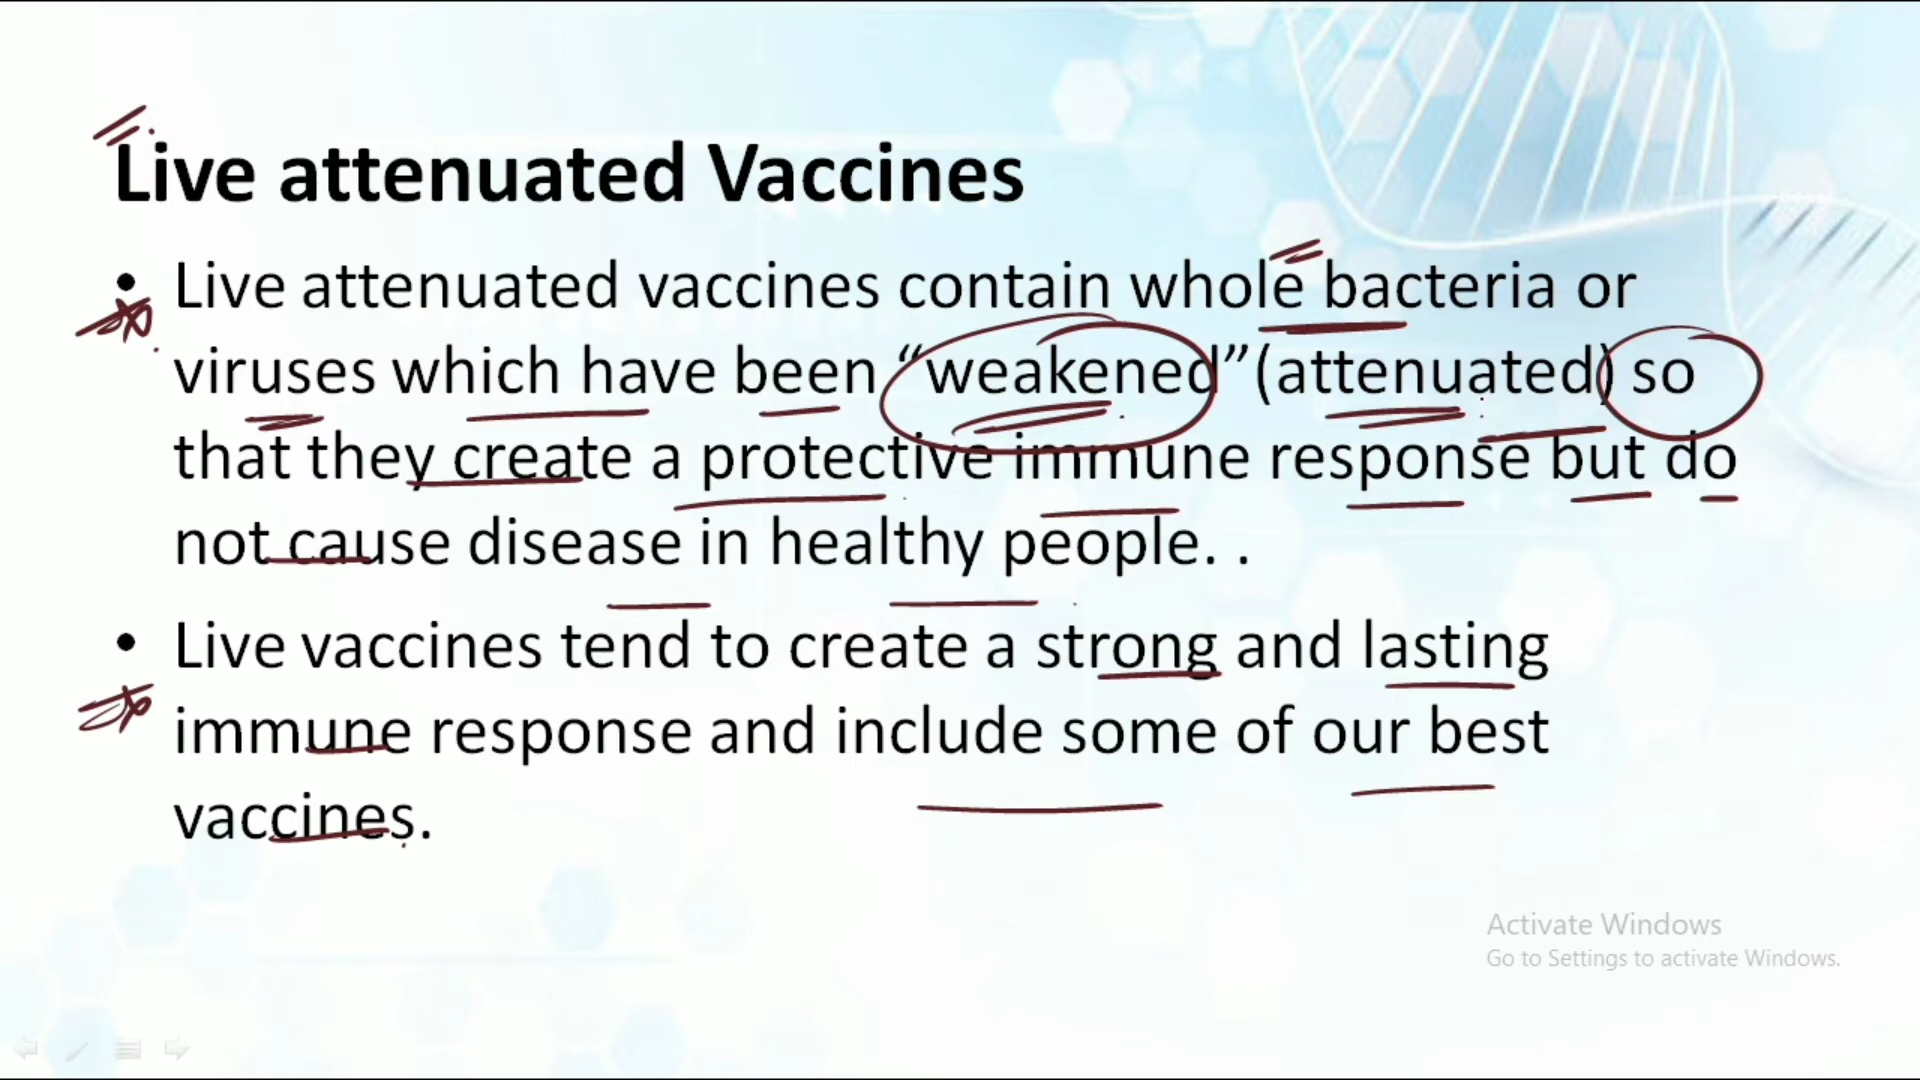 Live attenuated Vaccines
• Live attenuated vaccines contain whole bacteria or
viruses which have been “weakened”(attenuated) so
that they create a protective immune response but do
not cause disease in healthy people. .
• Live vaccines tend to create a strong and lasting
immune response and include some of our best
vaccines.
Activate Windows
Go to Settings to activate Windows.